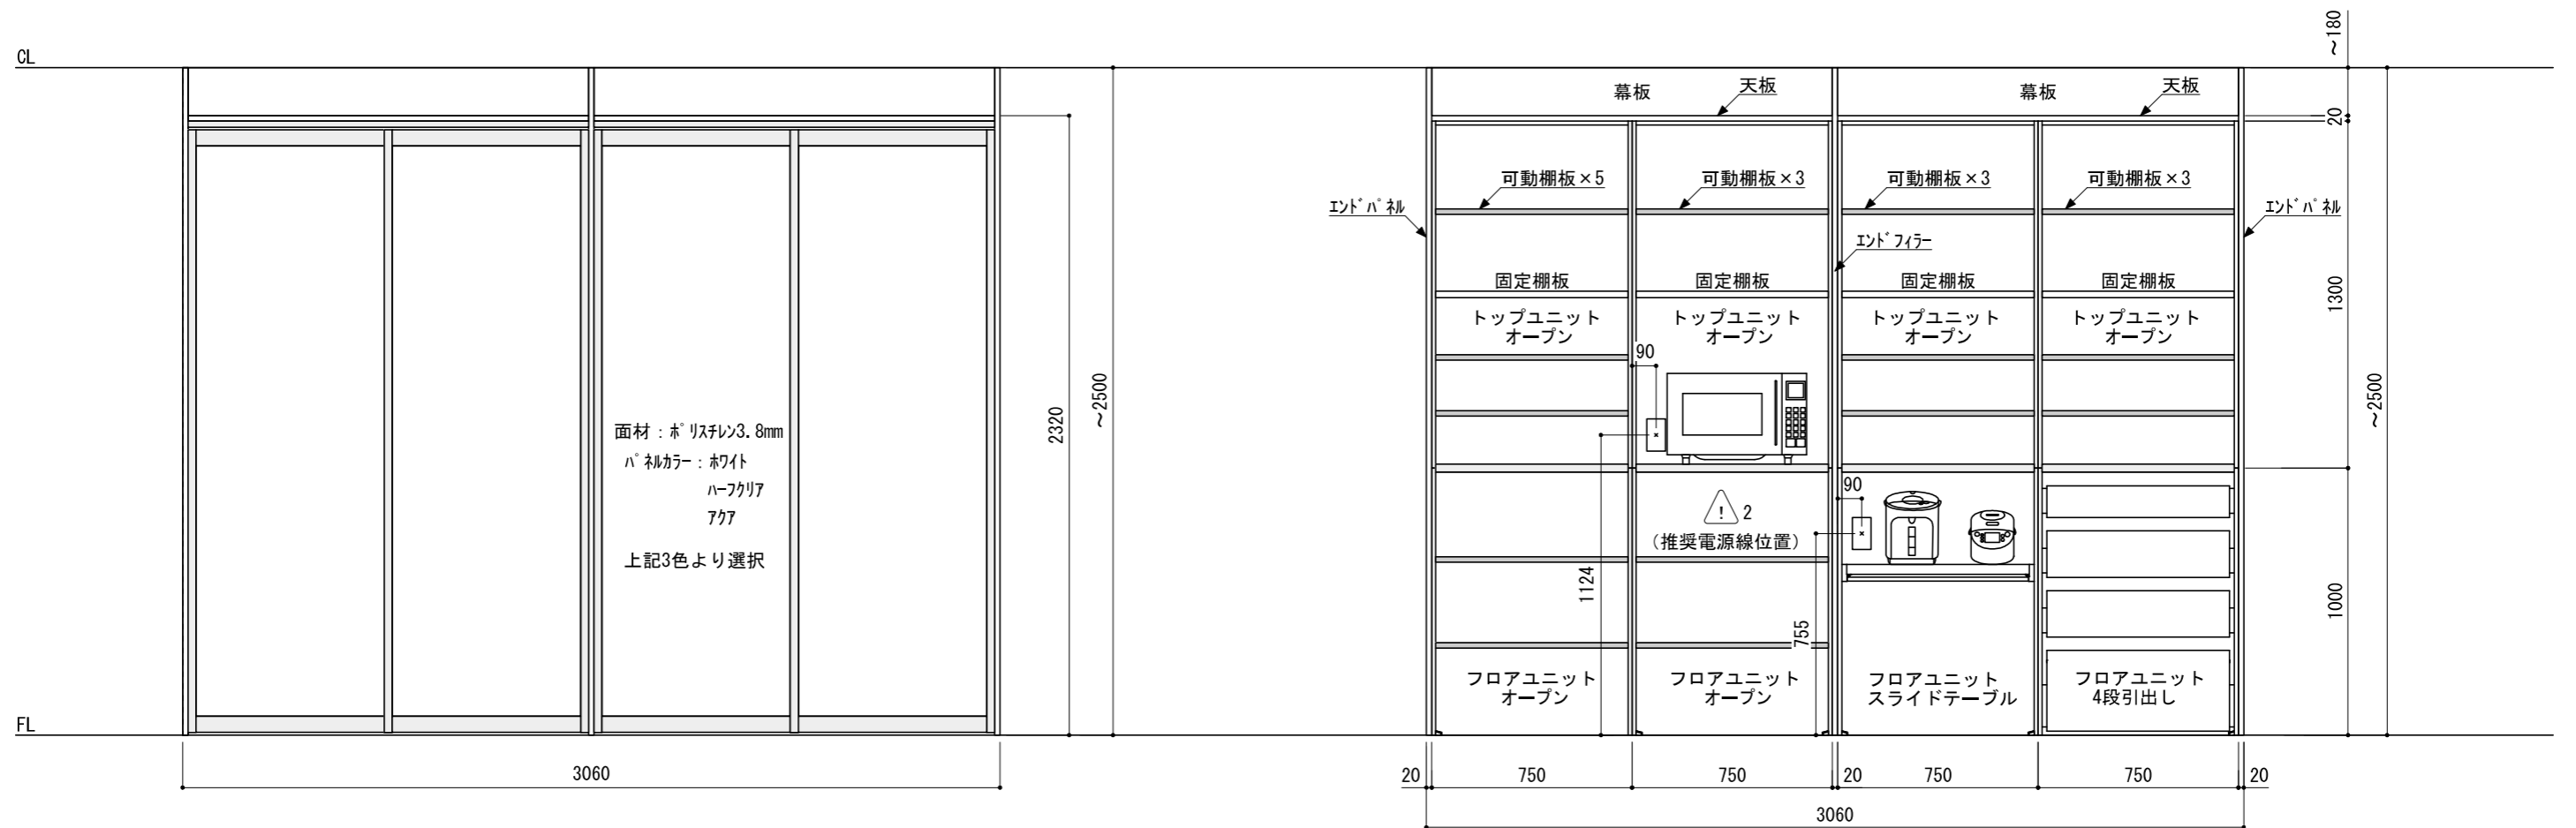 CL
FL
面材：ﾎﾟﾘｽﾁﾚﾝ3.8mm
ﾊﾟﾈﾙｶﾗｰ：ﾎﾜｲﾄ
ﾊｰﾌｸﾘｱ
ｱｸｱ
上記3色より選択
2320
～2500
3060
幕板
天板
幕板
天板
可動棚板×5
可動棚板×3
可動棚板×3
可動棚板×3
ｴﾝﾄﾞﾊﾟﾈﾙ
ｴﾝﾄﾞﾌｨﾗｰ
ｴﾝﾄﾞﾊﾟﾈﾙ
固定棚板
固定棚板
固定棚板
固定棚板
トップユニット
オープン
トップユニット
オープン
トップユニット
オープン
トップユニット
オープン
90
90
! 2
（推奨電源線位置）
1124
755
フロアユニット
オープン
フロアユニット
オープン
フロアユニット
スライドテーブル
フロアユニット
4段引出し
20
750
750
20
750
750
20
3060
～180
20
1300
1000
～2500